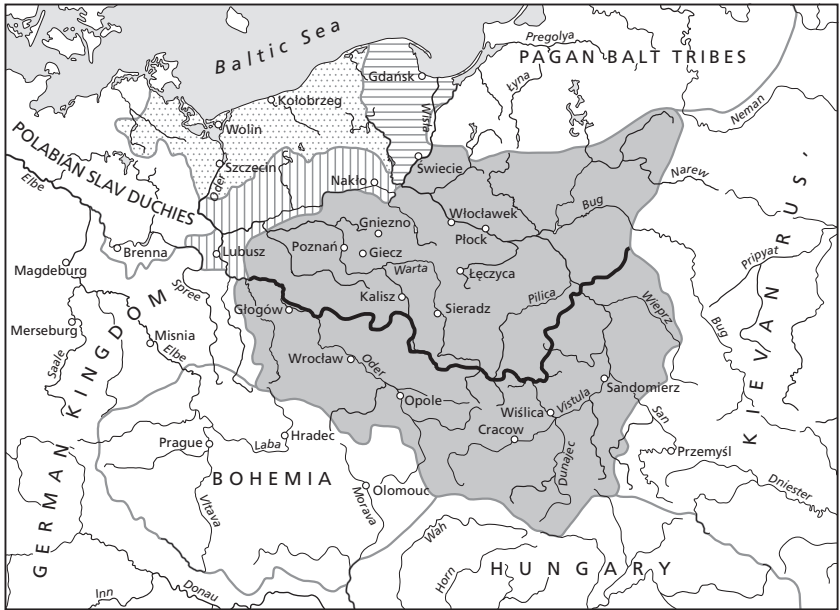 Baltic Sea
Pregolya
PAGAN BALT TRIBES
Gdańsk
Łyna
Kołobrzeg
Wisła
Neman
Wolin
POLABIAN SLAV DUCHIES
Szczecin
Swiecie
Narew
Elbe
Oder
Nakło
Bug
Gniezno
Włocławek
Płock
Brenna
Lubusz
Poznań
Giecz
Pripyat
Magdeburg
Warta
Łęczyca
Spree
Kalisz
Pilica
Wieprz
Głogów
Sieradz
Bug
Merseburg
Misnia
Elbe
Saale
Wrocław
Oder
Sandomierz
Opole
Wiślica
Vistula
San
KIEVAN RUS'
GERMAN KINGDOM
Prague
Laba
Hradec
Cracow
Dunajec
Przemyśl
BOHEMIA
Olomouc
Dniester
Vltava
Morava
Wah
Horn
HUNGARY
Inn
Donau